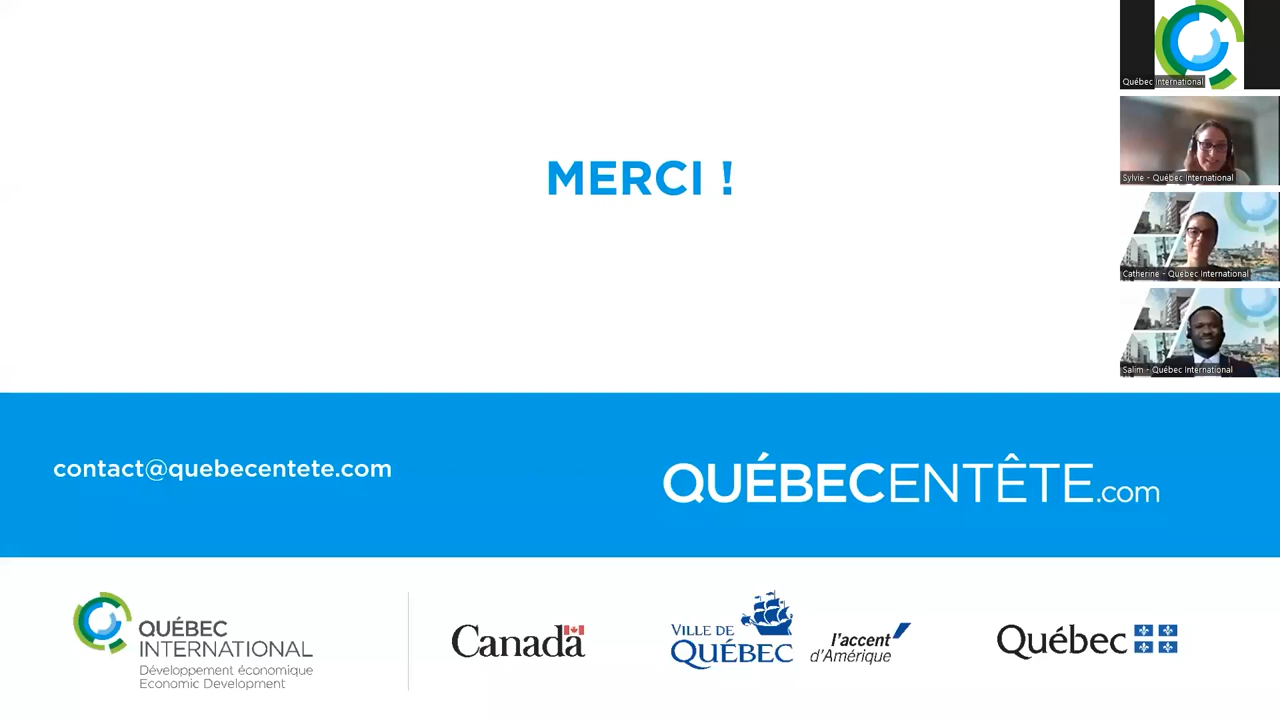 MERCI !
Québec International
Sylvie - Québec International
Catherine - Québec International
Salim - Québec International
contact@quebecentete.com
QUÉBECENTÊTE.com
QUÉBEC
INTERNATIONAL
Développement économique
Economic Development
Canada
VILLE DE
QUÉBEC
l'accent
d'Amérique
Québec